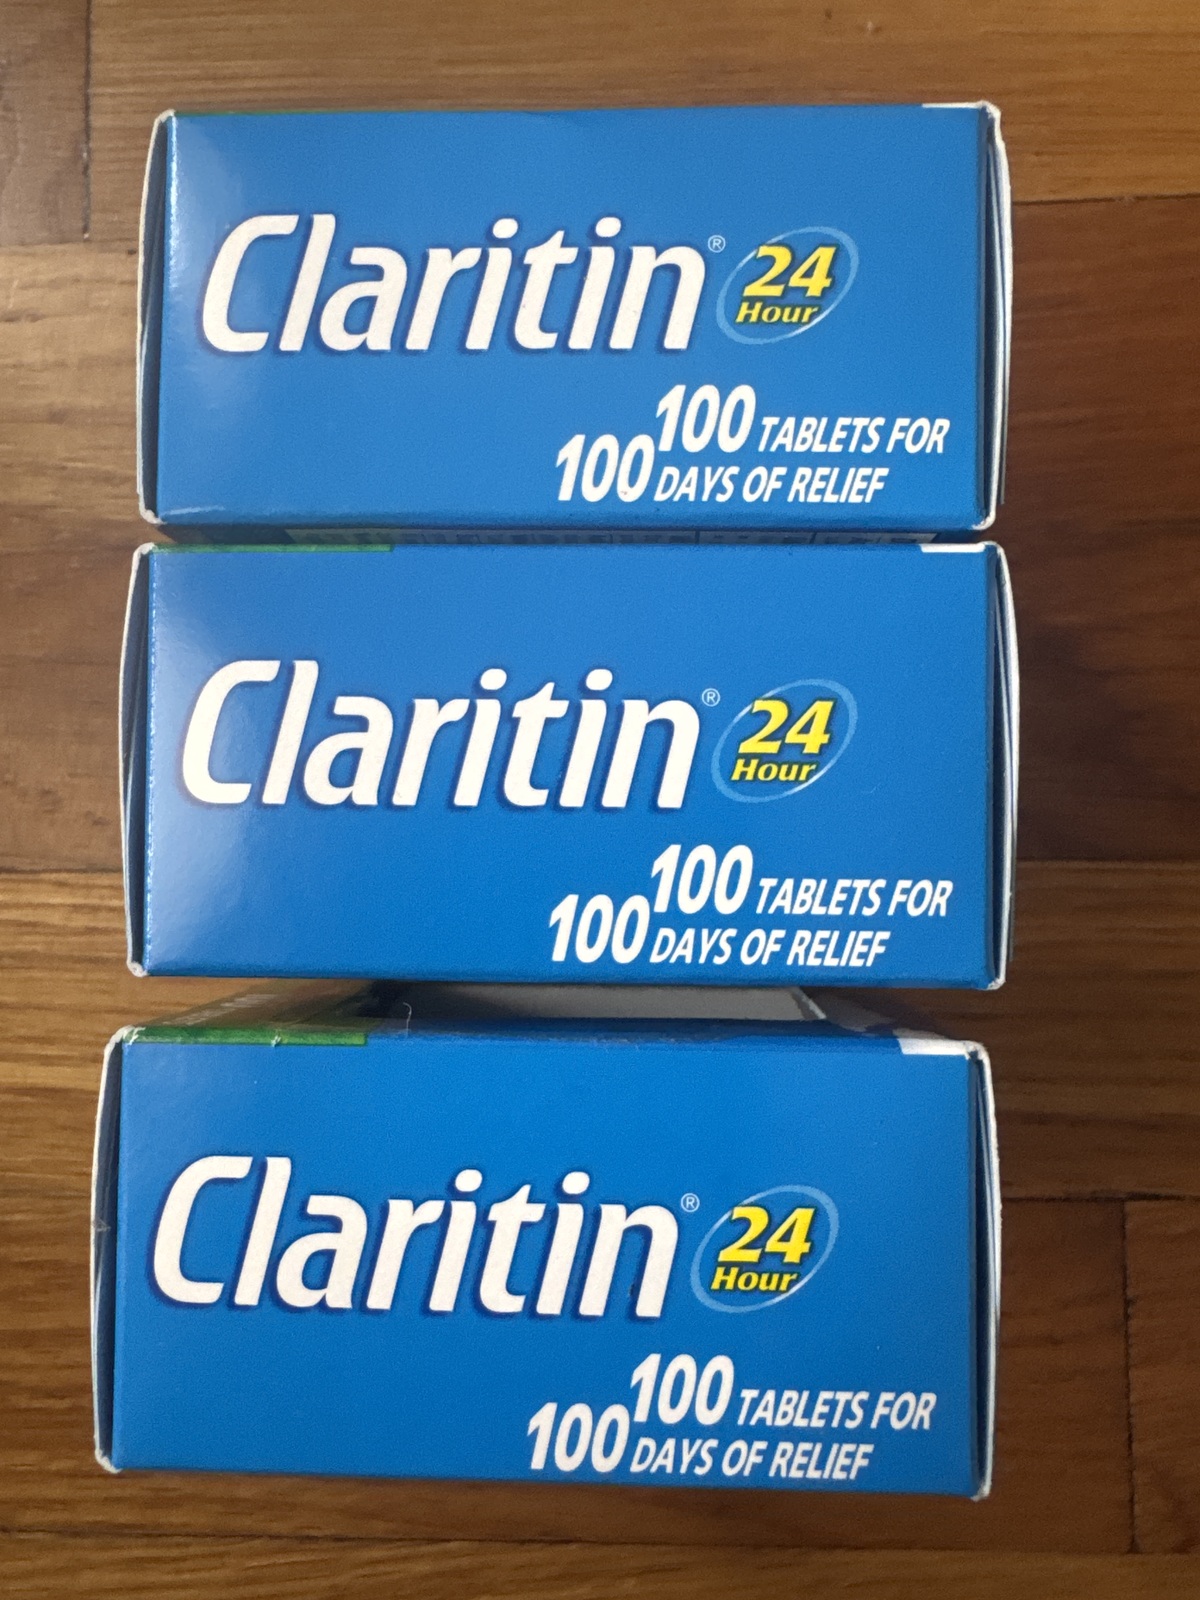 Claritin® 24 Hour
100 TABLETS FOR
100 DAYS OF RELIEF
Claritin® 24 Hour
100 TABLETS FOR
100 DAYS OF RELIEF
Claritin® 24 Hour
100 TABLETS FOR
100 DAYS OF RELIEF